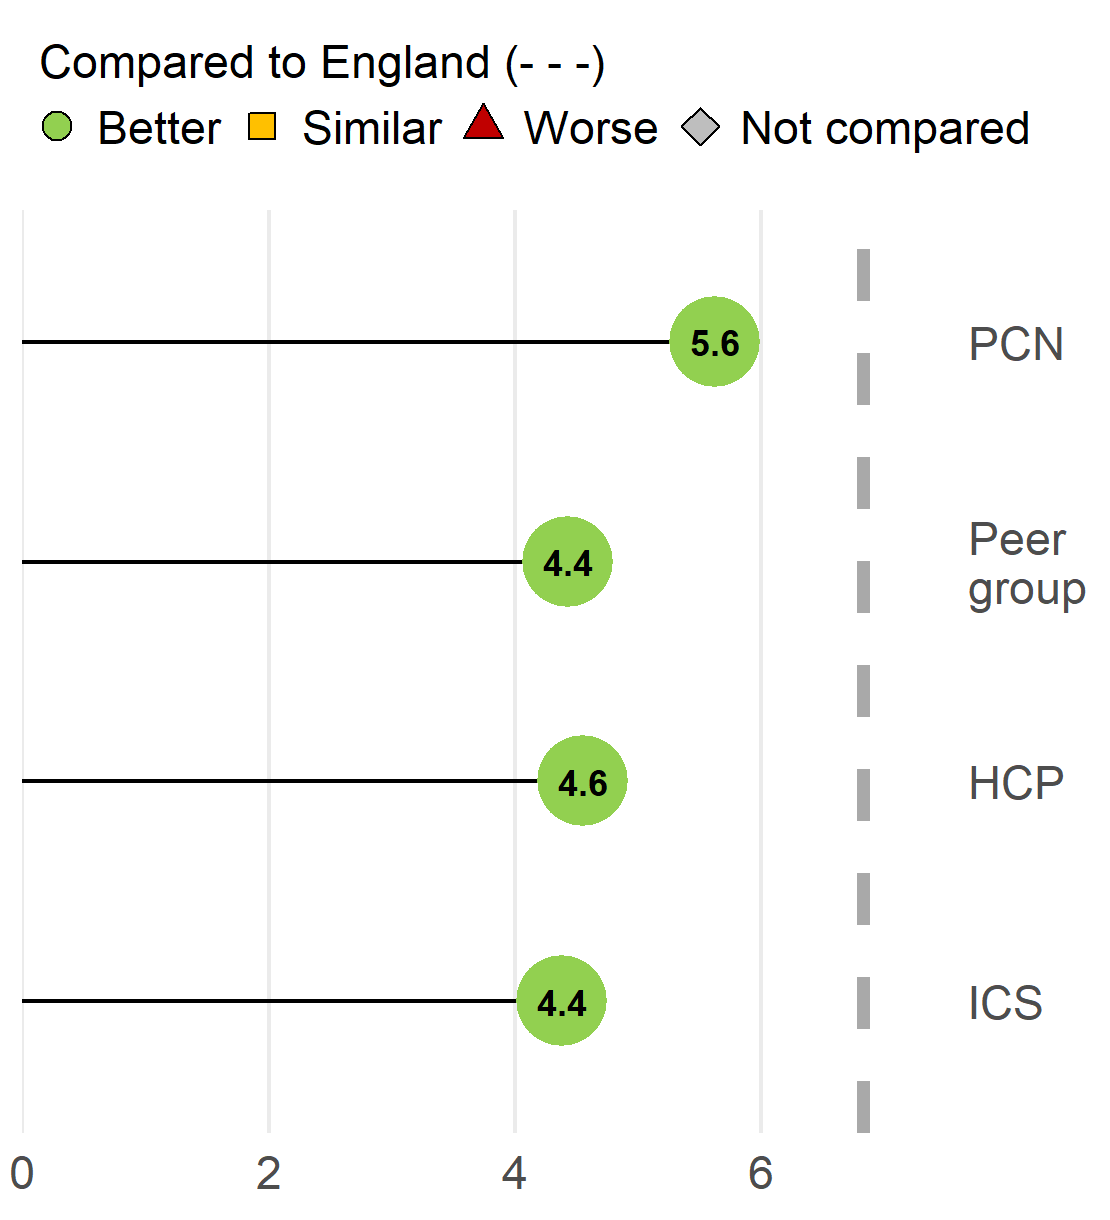 Compared to England (- - -)
Better Similar Worse Not compared
5.6 PCN
4.4 Peer
group
4.6 HCP
4.4 ICS
0 2 4 6